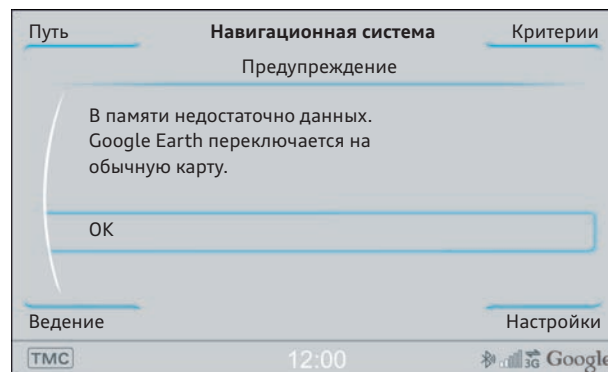 Путь Навигационная система Критерии
Предупреждение
В памяти недостаточно данных.
Google Earth переключается на
обычную карту.
OK
Ведение Настройки
TMC 12:00 3G Google